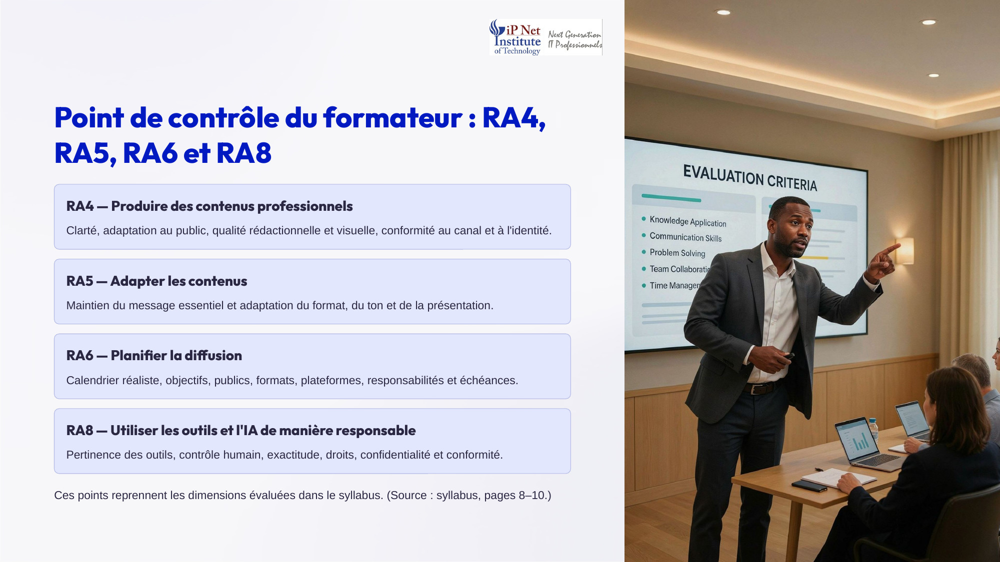 iP Net
Institute
of Technology
Next Generation
IT Professionnels
Point de contrôle du formateur : RA4,
RA5, RA6 et RA8
RA4 — Produire des contenus professionnels
Clarté, adaptation au public, qualité rédactionnelle et visuelle, conformité au canal et à l'identité.
RA5 — Adapter les contenus
Maintien du message essentiel et adaptation du format, du ton et de la présentation.
RA6 — Planifier la diffusion
Calendrier réaliste, objectifs, publics, formats, plateformes, responsabilités et échéances.
RA8 — Utiliser les outils et l'IA de manière responsable
Pertinence des outils, contrôle humain, exactitude, droits, confidentialité et conformité.
Ces points reprennent les dimensions évaluées dans le syllabus. (Source : syllabus, pages 8–10.)
EVALUATION CRITERIA
Knowledge Application
Communication Skills
Problem Solving
Team Collaboratio
Time Manager